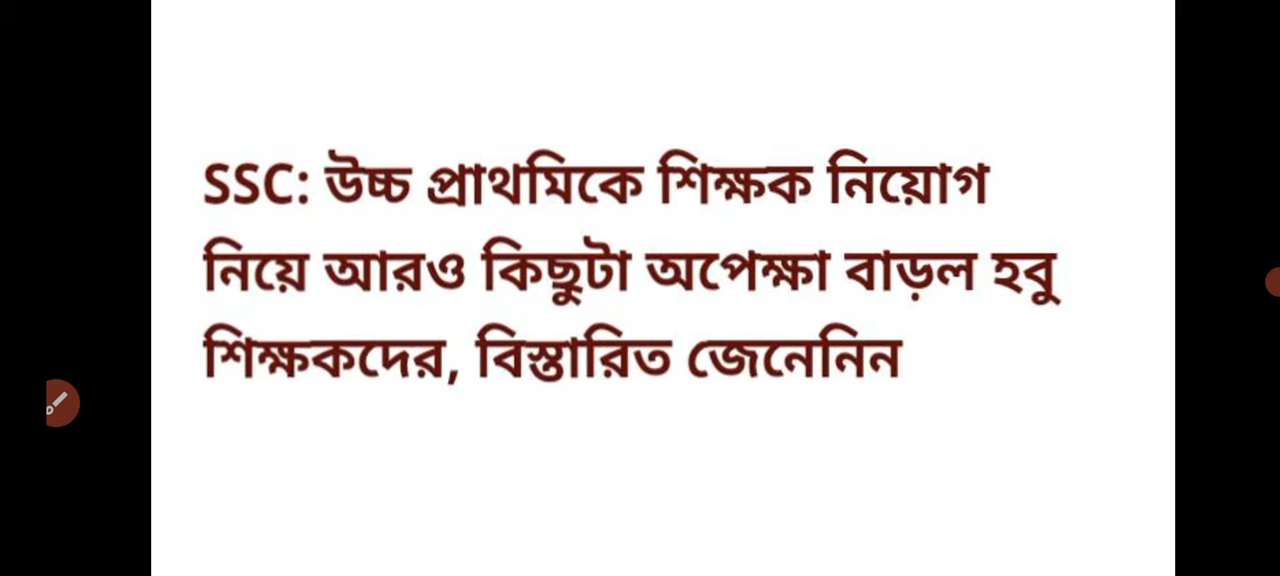 SSC: উচ্চ প্রাথমিকে শিক্ষক নিয়োগ
নিয়ে আরও কিছুটা অপেক্ষা বাড়ল হবু
শিক্ষকদের, বিস্তারিত জেনেনিন